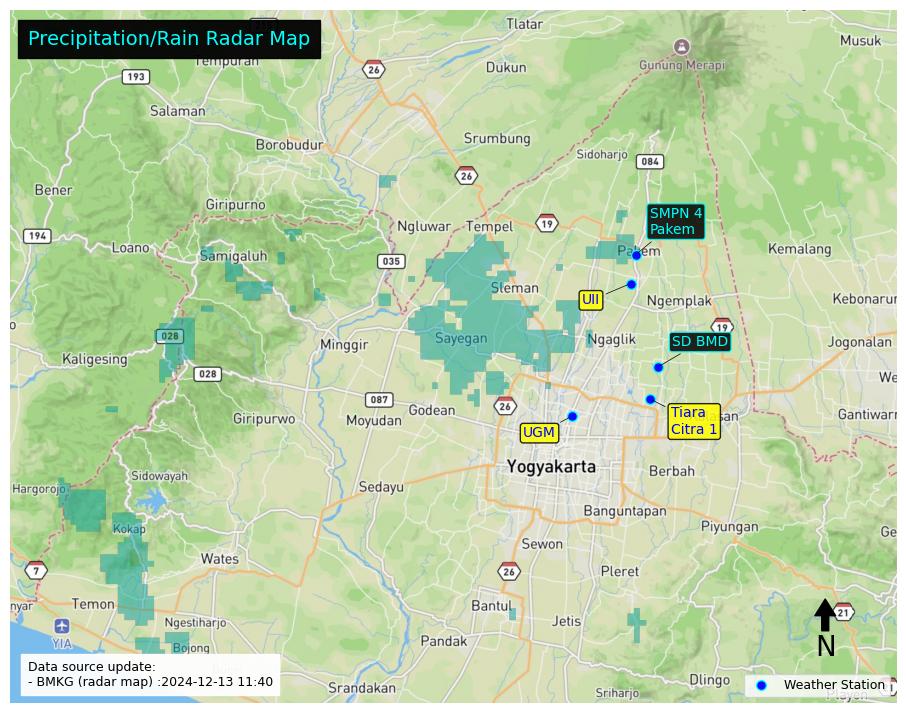 Precipitation/Rain Radar Map
Tlatar
Musuk
Gunung Merapi
Tempuran
26
Dukun
193
Salaman
Srumbung
Borobudur
Sidoharjo
084
26
Bener
Giripurno
SMPN 4
Pakem
19
Ngluwar
Tempel
194
Loano
Samigaluh
Pakem
Kemalang
035
Sleman
UII
Ngemplak
Kebonarum
19
028
Sayegan
Ngaglik
SD BMD
Jogonalan
Minggir
Kaligesing
028
We
087
26
Godean
Tiara
Citra 1
san
Gantiwarn
Giripurwo
Moyudan
UGM
Yogyakarta
Berbah
Sidowayah
Hargorojo
Sedayu
Banguntapan
Kokap
Piyungan
Ge
Sewon
Wates
7
26
Pleret
nyar
Temon
Bantul
21
YIA
Ngestiharjo
Jetis
Bojong
Pandak
N
Data source update:
- BMKG (radar map) :2024-12-13 11:40
Dlingo
Srandakan
Sriharjo
Weather Station
Playen